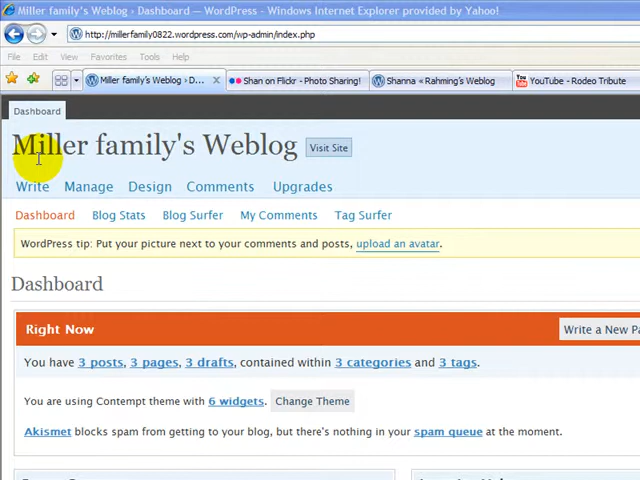 Miller family's Weblog › Dashboard — WordPress - Windows Internet Explorer provided by Yahoo!
http://millerfamily0822.wordpress.com/wp-admin/index.php
File Edit View Favorites Tools Help
Miller family's Weblog › D... Shan on Flickr - Photo Sharing! Shanna « Rahming's Weblog YouTube - Rodeo Tribute
Dashboard
Miller family's Weblog Visit Site
Write Manage Design Comments Upgrades
Dashboard Blog Stats Blog Surfer My Comments Tag Surfer
WordPress tip: Put your picture next to your comments and posts, upload an avatar.
Dashboard
Right Now Write a New Pa
You have 3 posts, 3 pages, 3 drafts, contained within 3 categories and 3 tags.
You are using Contempt theme with 6 widgets. Change Theme
Akismet blocks spam from getting to your blog, but there's nothing in your spam queue at the moment.